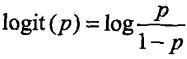 logit (p) = log p / (1 − p)